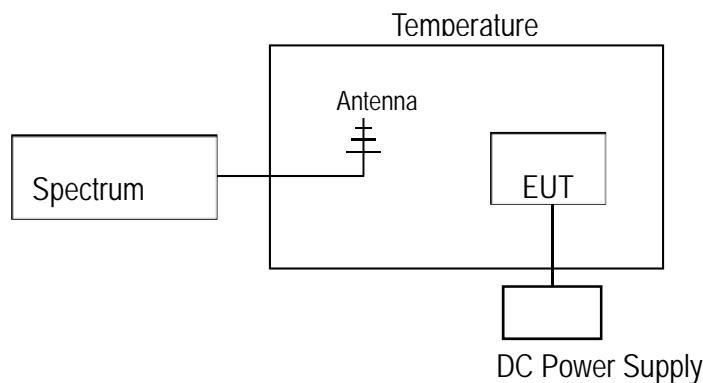 Temperature
Antenna
Spectrum
EUT
DC Power Supply